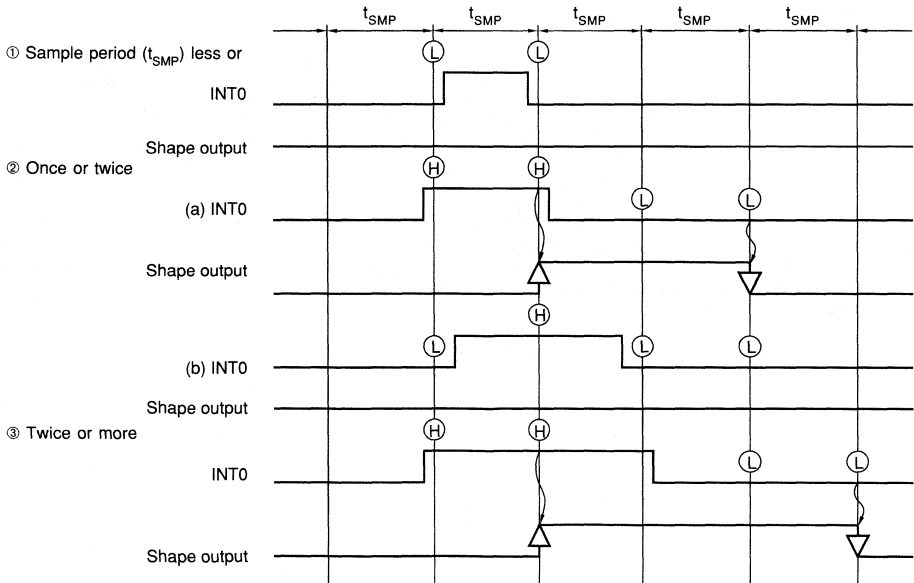 tSMP tSMP tSMP tSMP tSMP
① Sample period (tSMP) less or
L L
INT0
Shape output
② Once or twice
H H
(a) INT0
L L
Shape output
H
L L L
(b) INT0
Shape output
③ Twice or more
H H
INT0
L L
Shape output